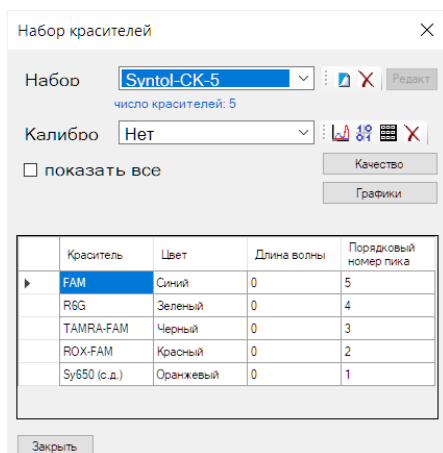 Набор красителей
Набор Syntol-CK-5 Редакт
число красителей: 5
Калибро Нет
показать все Качество
Графики
Краситель Цвет Длина волны Порядковый номер пика
FAM Синий 0 5
R6G Зеленый 0 4
TAMRA-FAM Черный 0 3
ROX-FAM Красный 0 2
Sy650 (с.д.) Оранжевый 0 1
Закрыть